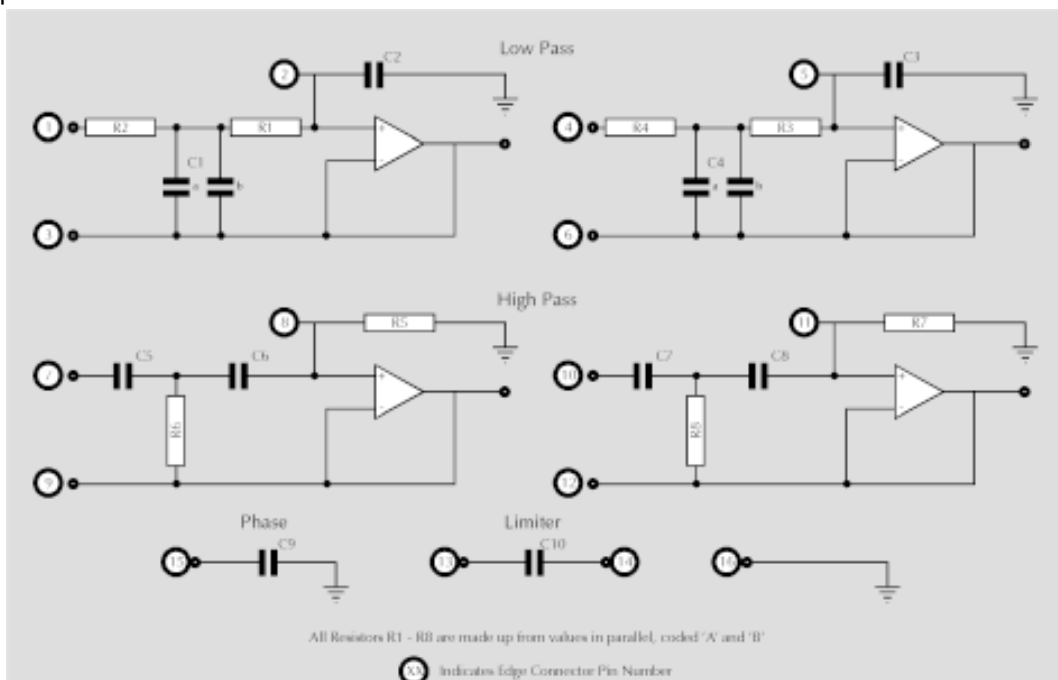 Low Pass
2
C2
5
C3
1
R2
R1
+
-
4
R4
R3
+
-
C1
a
b
C4
a
b
3
6
High Pass
8
R5
11
R7
7
C5
C6
+
-
10
C7
C8
+
-
R6
R8
9
12
Phase
Limiter
15
C9
13
C10
14
16
All Resistors R1 - R8 are made up from values in parallel, coded 'A' and 'B'
XX Indicates Edge Connector Pin Number